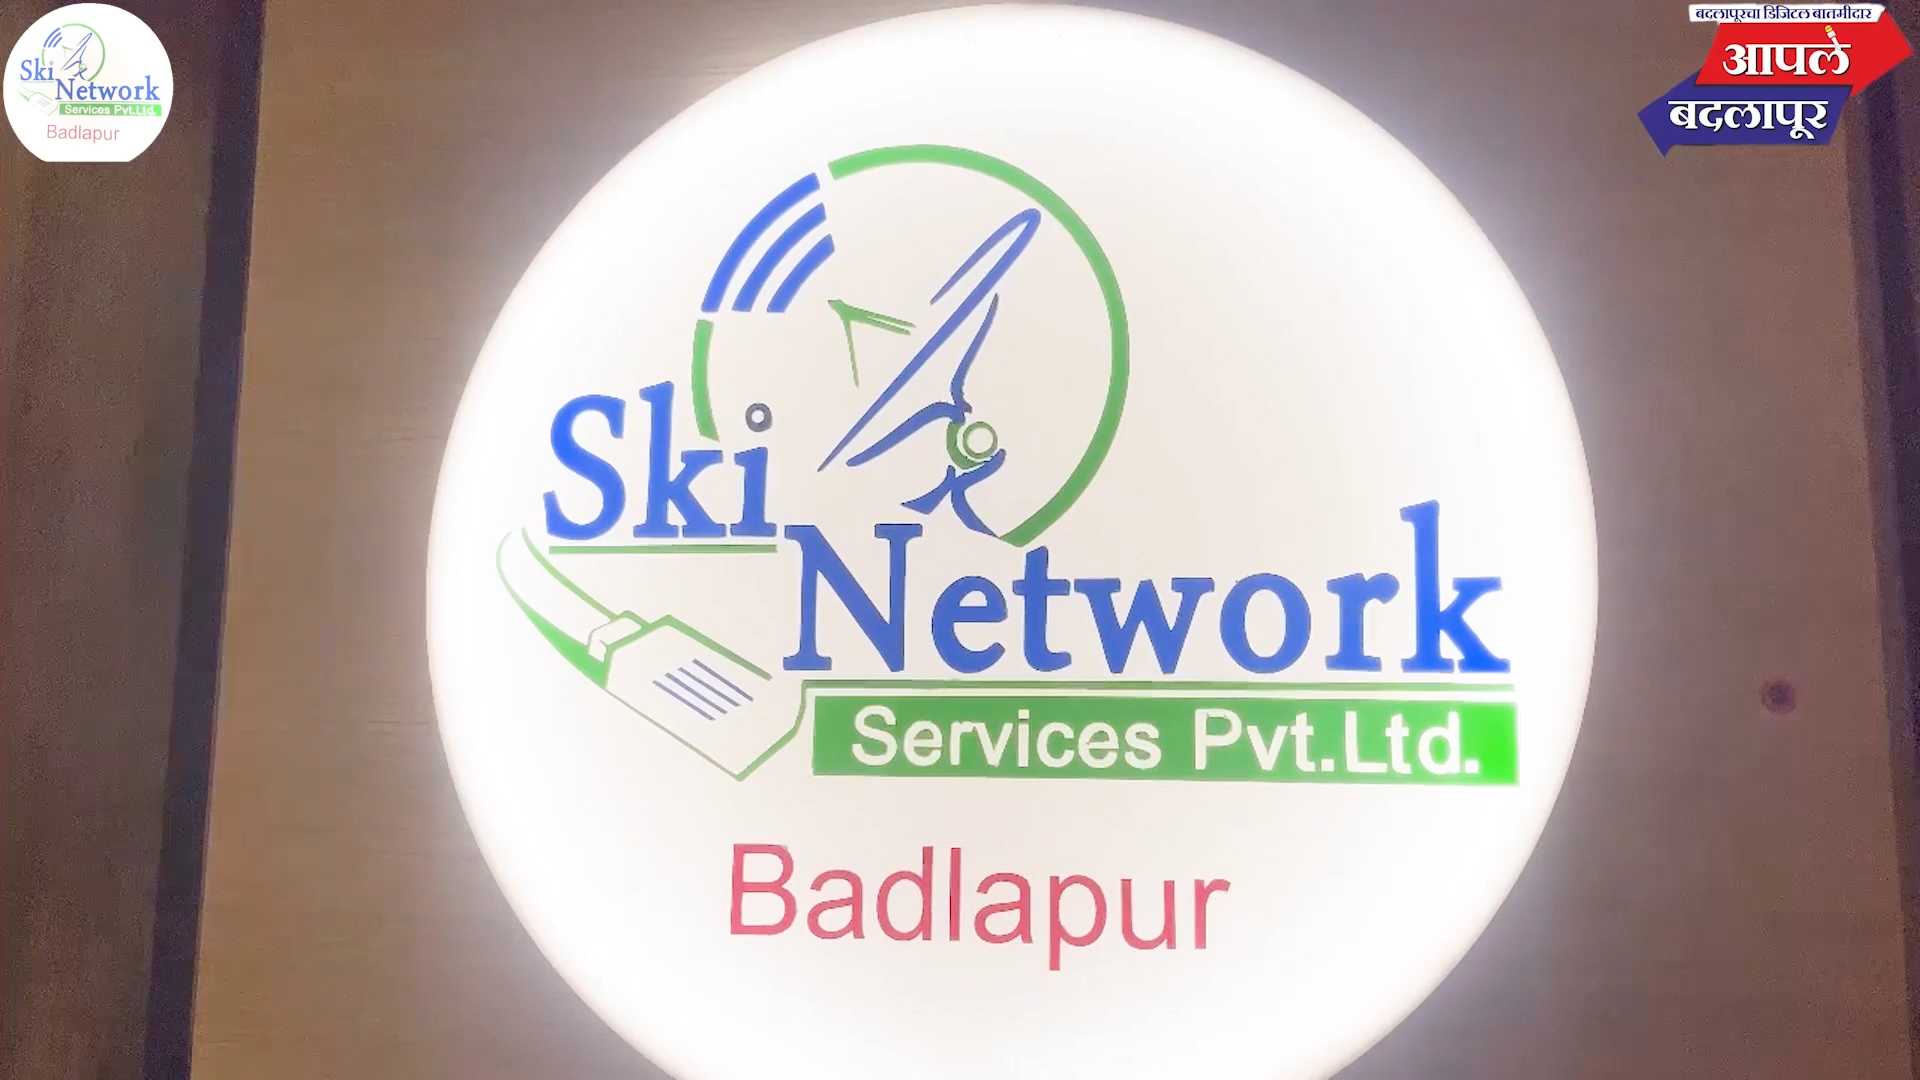 Ski
Network
Services Pvt.Ltd.
Badlapur
बदलापूरचा डिजिटल बातमीदार
आपले
बदलापूर
Ski
Network
Services Pvt.Ltd.
Badlapur